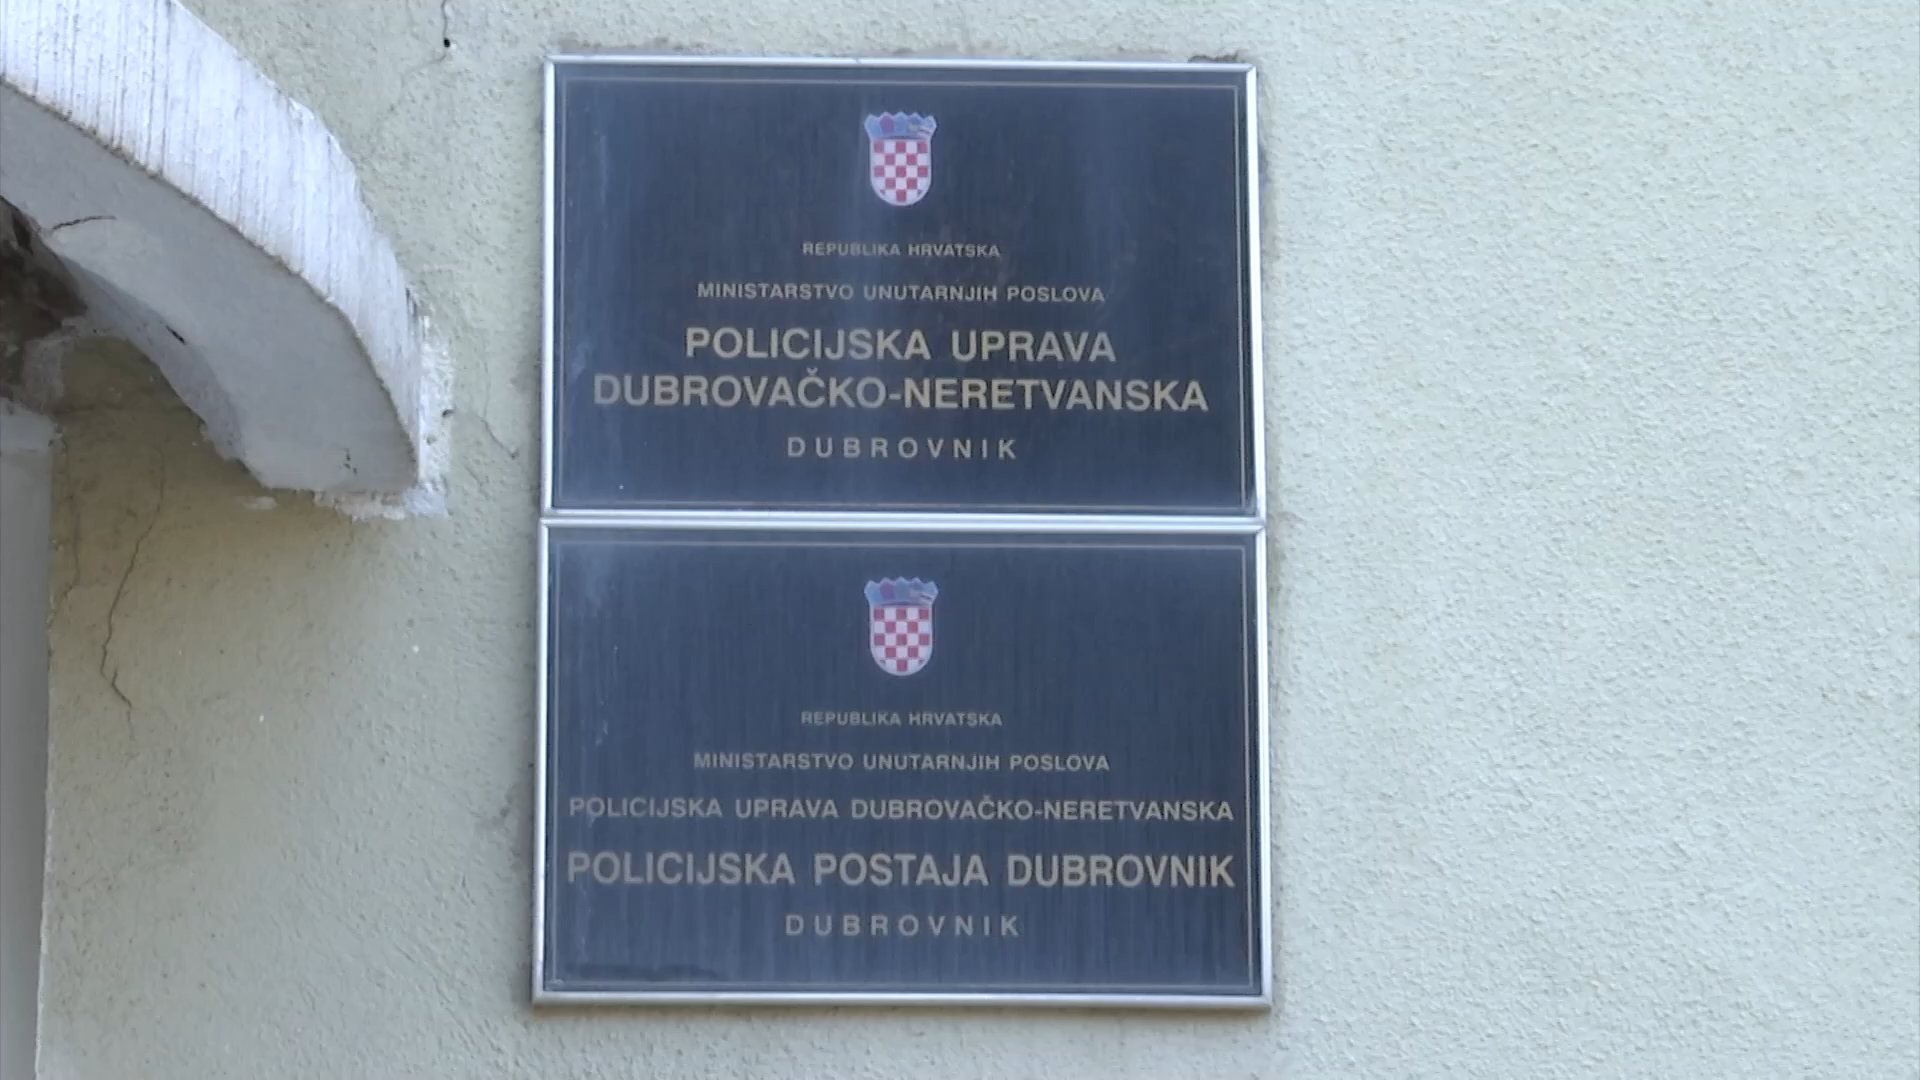 REPUBLIKA HRVATSKA
MINISTARSTVO UNUTARNJIH POSLOVA
POLICIJSKA UPRAVA
DUBROVAČKO-NERETVANSKA
DUBROVNIK
REPUBLIKA HRVATSKA
MINISTARSTVO UNUTARNJIH POSLOVA
POLICIJSKA UPRAVA DUBROVAČKO-NERETVANSKA
POLICIJSKA POSTAJA DUBROVNIK
DUBROVNIK